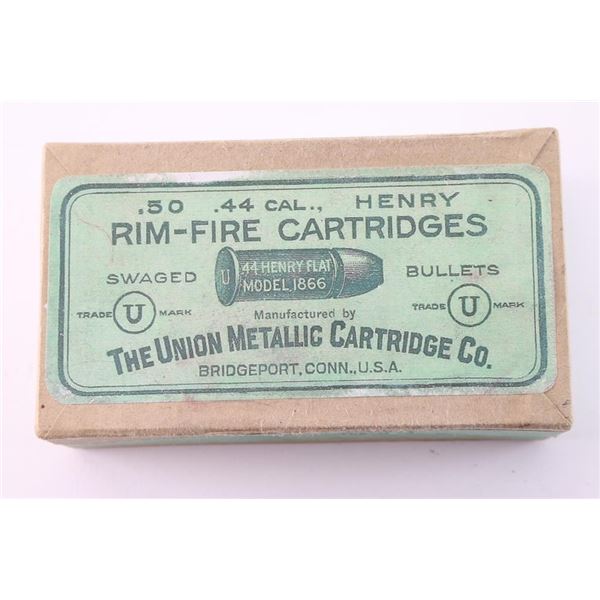 .50 .44 CAL., HENRY
RIM-FIRE CARTRIDGES
SWAGED BULLETS
U 44 HENRY FLAT
MODEL 1866
TRADE U MARK
TRADE U MARK
Manufactured by
THE UNION METALLIC CARTRIDGE CO.
BRIDGEPORT, CONN., U.S.A.